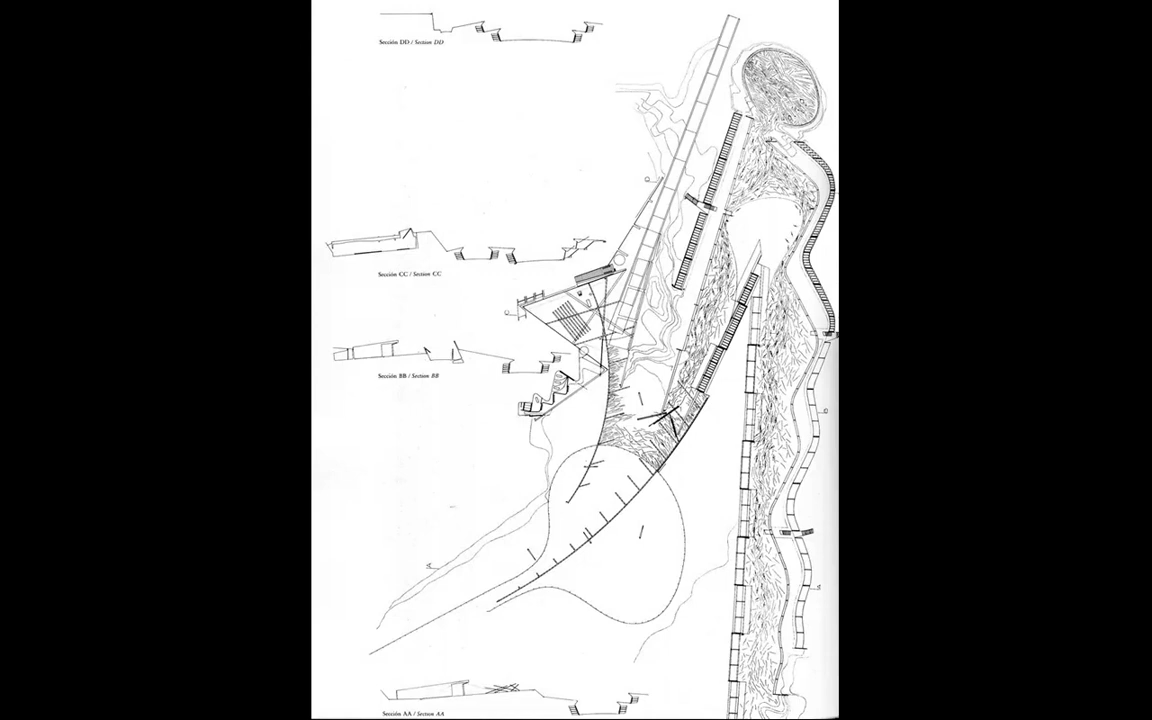 Sección DD / Section DD
Sección CC / Section CC
Sección BB / Section BB
Sección AA / Section AA